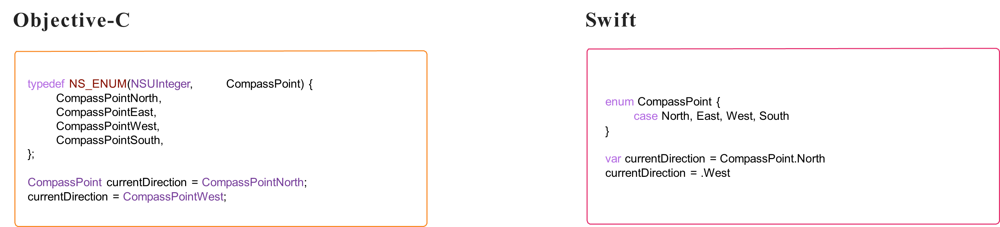 Objective-C
typedef NS_ENUM(NSUInteger, CompassPoint) {
CompassPointNorth,
CompassPointEast,
CompassPointWest,
CompassPointSouth,
};
CompassPoint currentDirection = CompassPointNorth;
currentDirection = CompassPointWest;
Swift
enum CompassPoint {
case North, East, West, South
}
var currentDirection = CompassPoint.North
currentDirection = .West